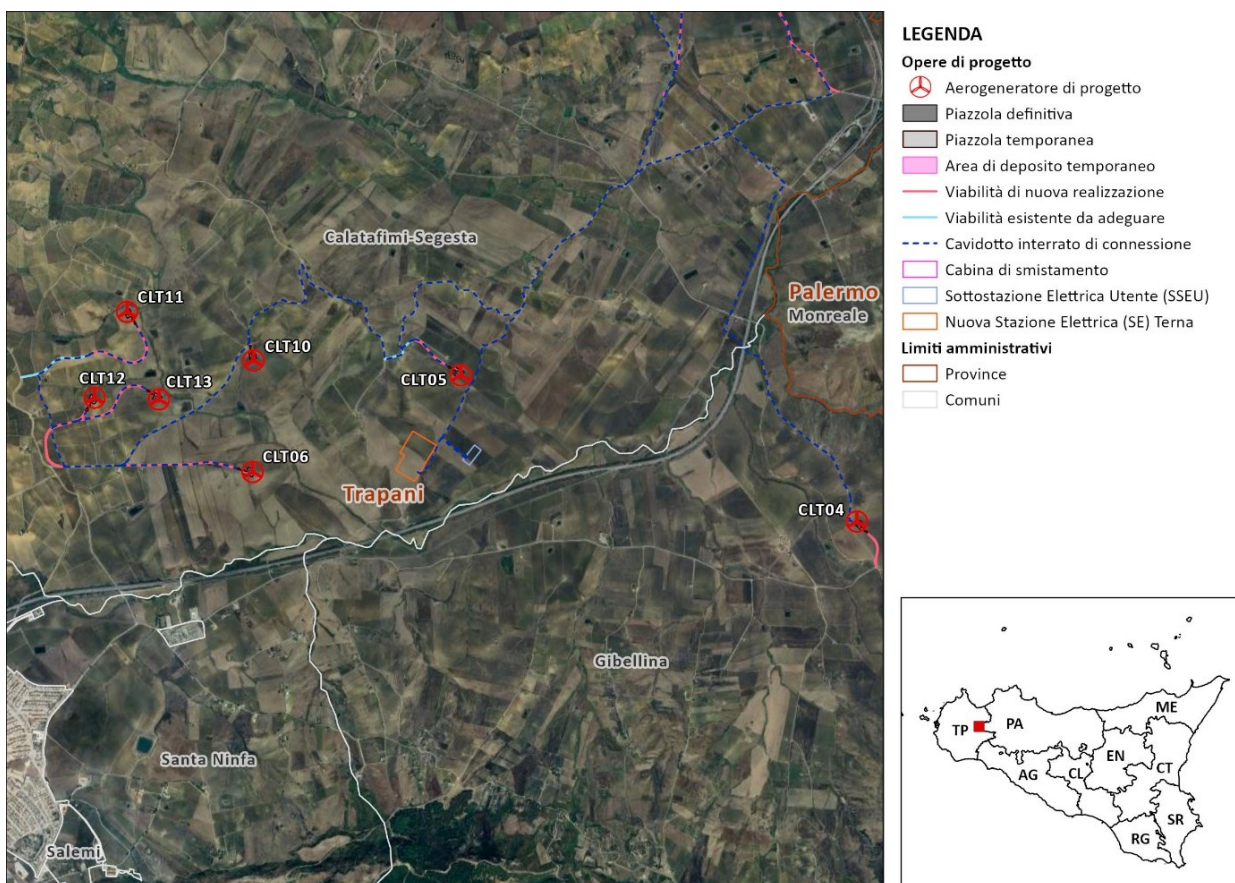 Calatafimi-Segesta
CLT11
CLT10
CLT12
CLT13
CLT05
CLT06
Trapani
Palermo
Monreale
CLT04
Gibellina
Santa Ninfa
Salemi
LEGENDA
Opere di progetto
Aerogeneratore di progetto
Piazzola definitiva
Piazzola temporanea
Area di deposito temporaneo
Viabilità di nuova realizzazione
Viabilità esistente da adeguare
Cavidotto interrato di connessione
Cabina di smistamento
Sottostazione Elettrica Utente (SSEU)
Nuova Stazione Elettrica (SE) Terna
Limiti amministrativi
Province
Comuni
ME
TP
PA
EN
CT
AG
CL
SR
RG